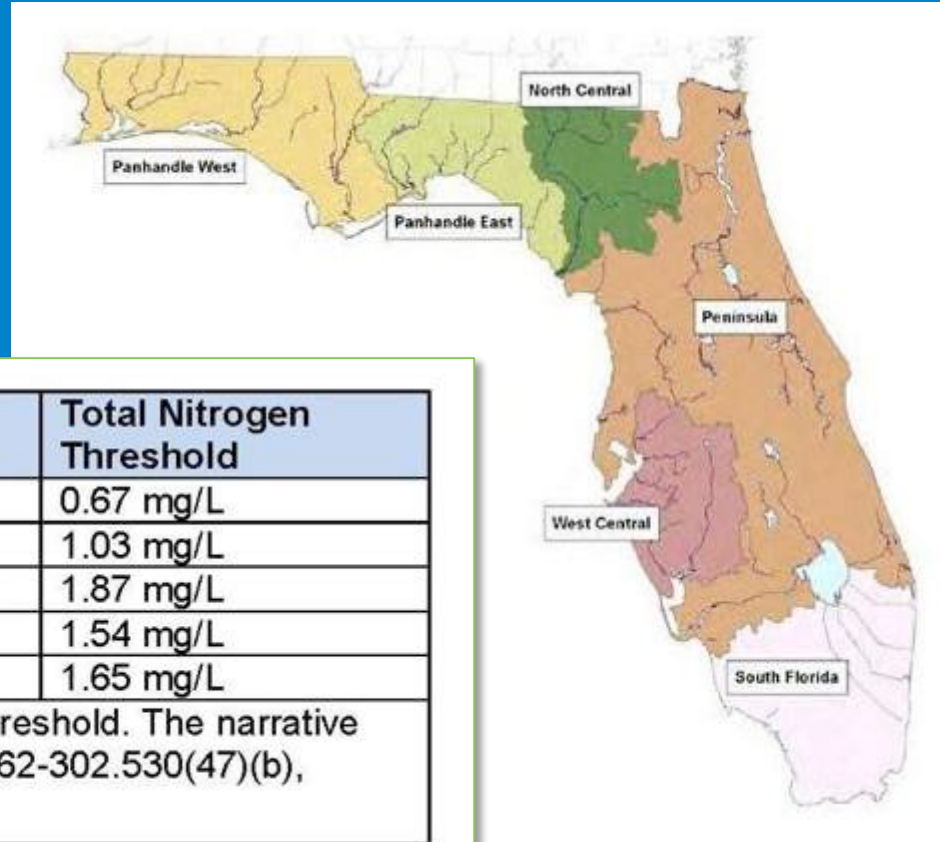 North Central
Panhandle West
Panhandle East
Peninsula
West Central
South Florida
Total Nitrogen
Threshold
0.67 mg/L
1.03 mg/L
1.87 mg/L
1.54 mg/L
1.65 mg/L
reshold. The narrative
62-302.530(47)(b),